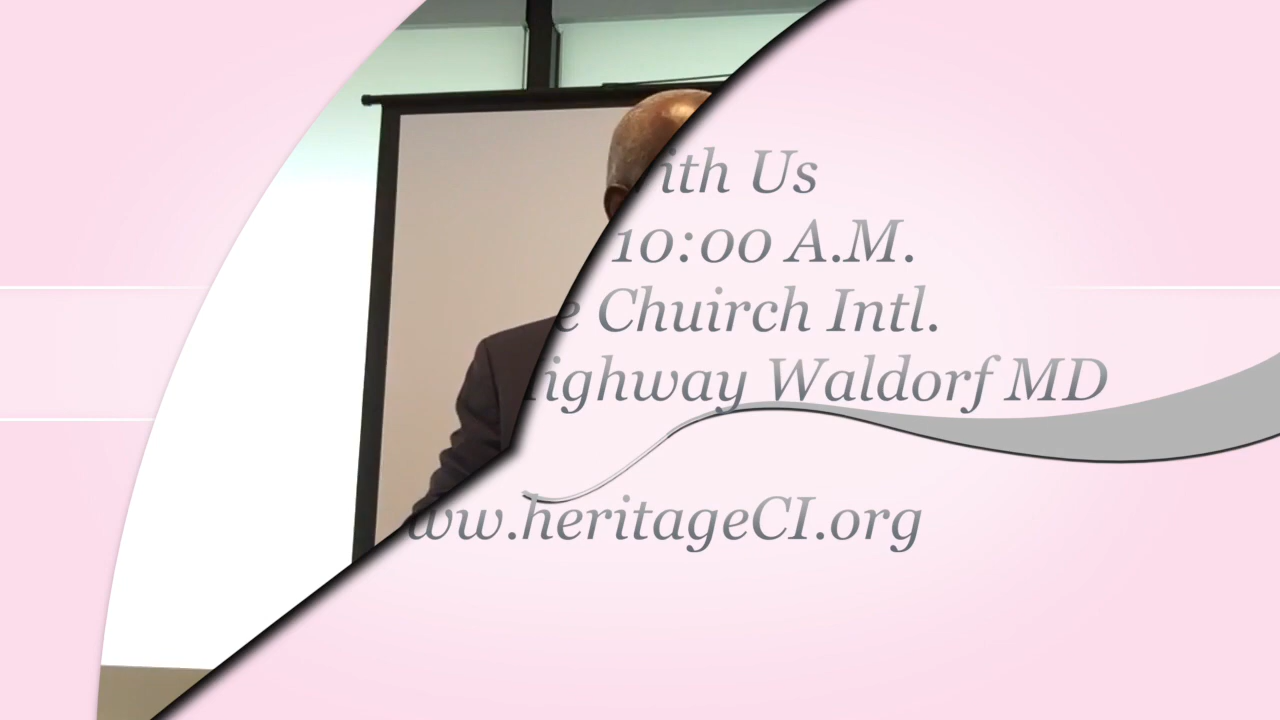 ith Us
10:00 A.M.
e Chuirch Intl.
ighway Waldorf MD
ww.heritageCI.org